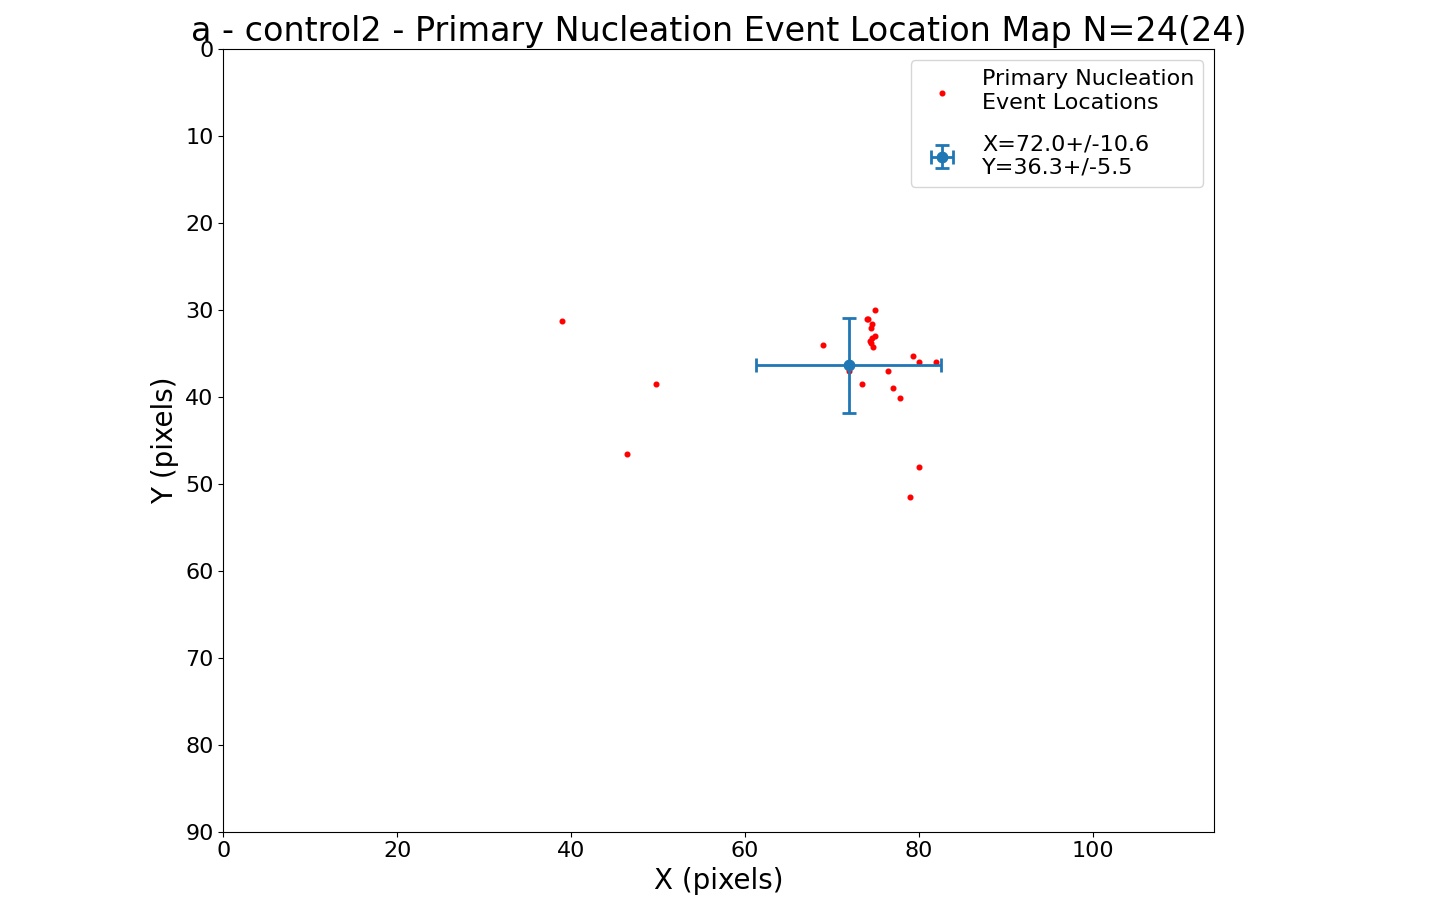 a - control2 - Primary Nucleation Event Location Map N=24(24)
Primary Nucleation
Event Locations
X=72.0+/-10.6
Y=36.3+/-5.5
Y (pixels)
0
10
20
30
40
50
60
70
80
90
0
20
40
60
80
100
X (pixels)